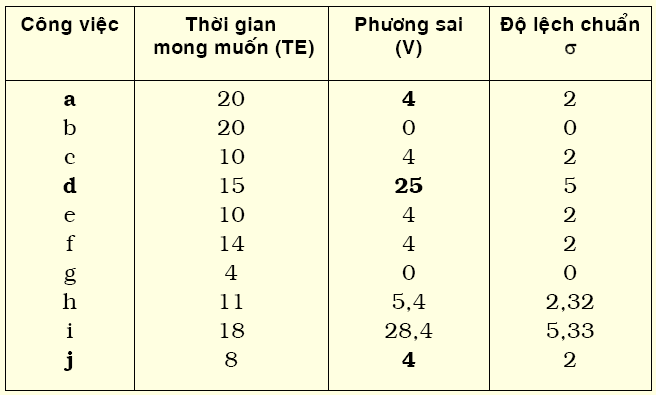 Công việc Thời gian mong muốn (TE) Phương sai (V) Độ lệch chuẩn σ
a 20 4 2
b 20 0 0
c 10 4 2
d 15 25 5
e 10 4 2
f 14 4 2
g 4 0 0
h 11 5,4 2,32
i 18 28,4 5,33
j 8 4 2